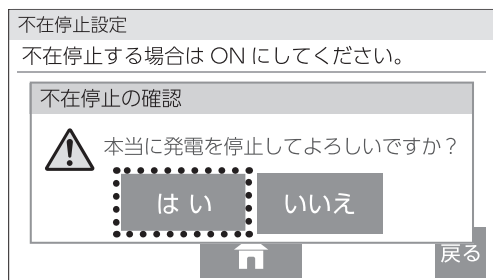 不在停止設定
不在停止する場合は ON にしてください。
不在停止の確認
本当に発電を停止してよろしいですか？
はい
いいえ
戻る